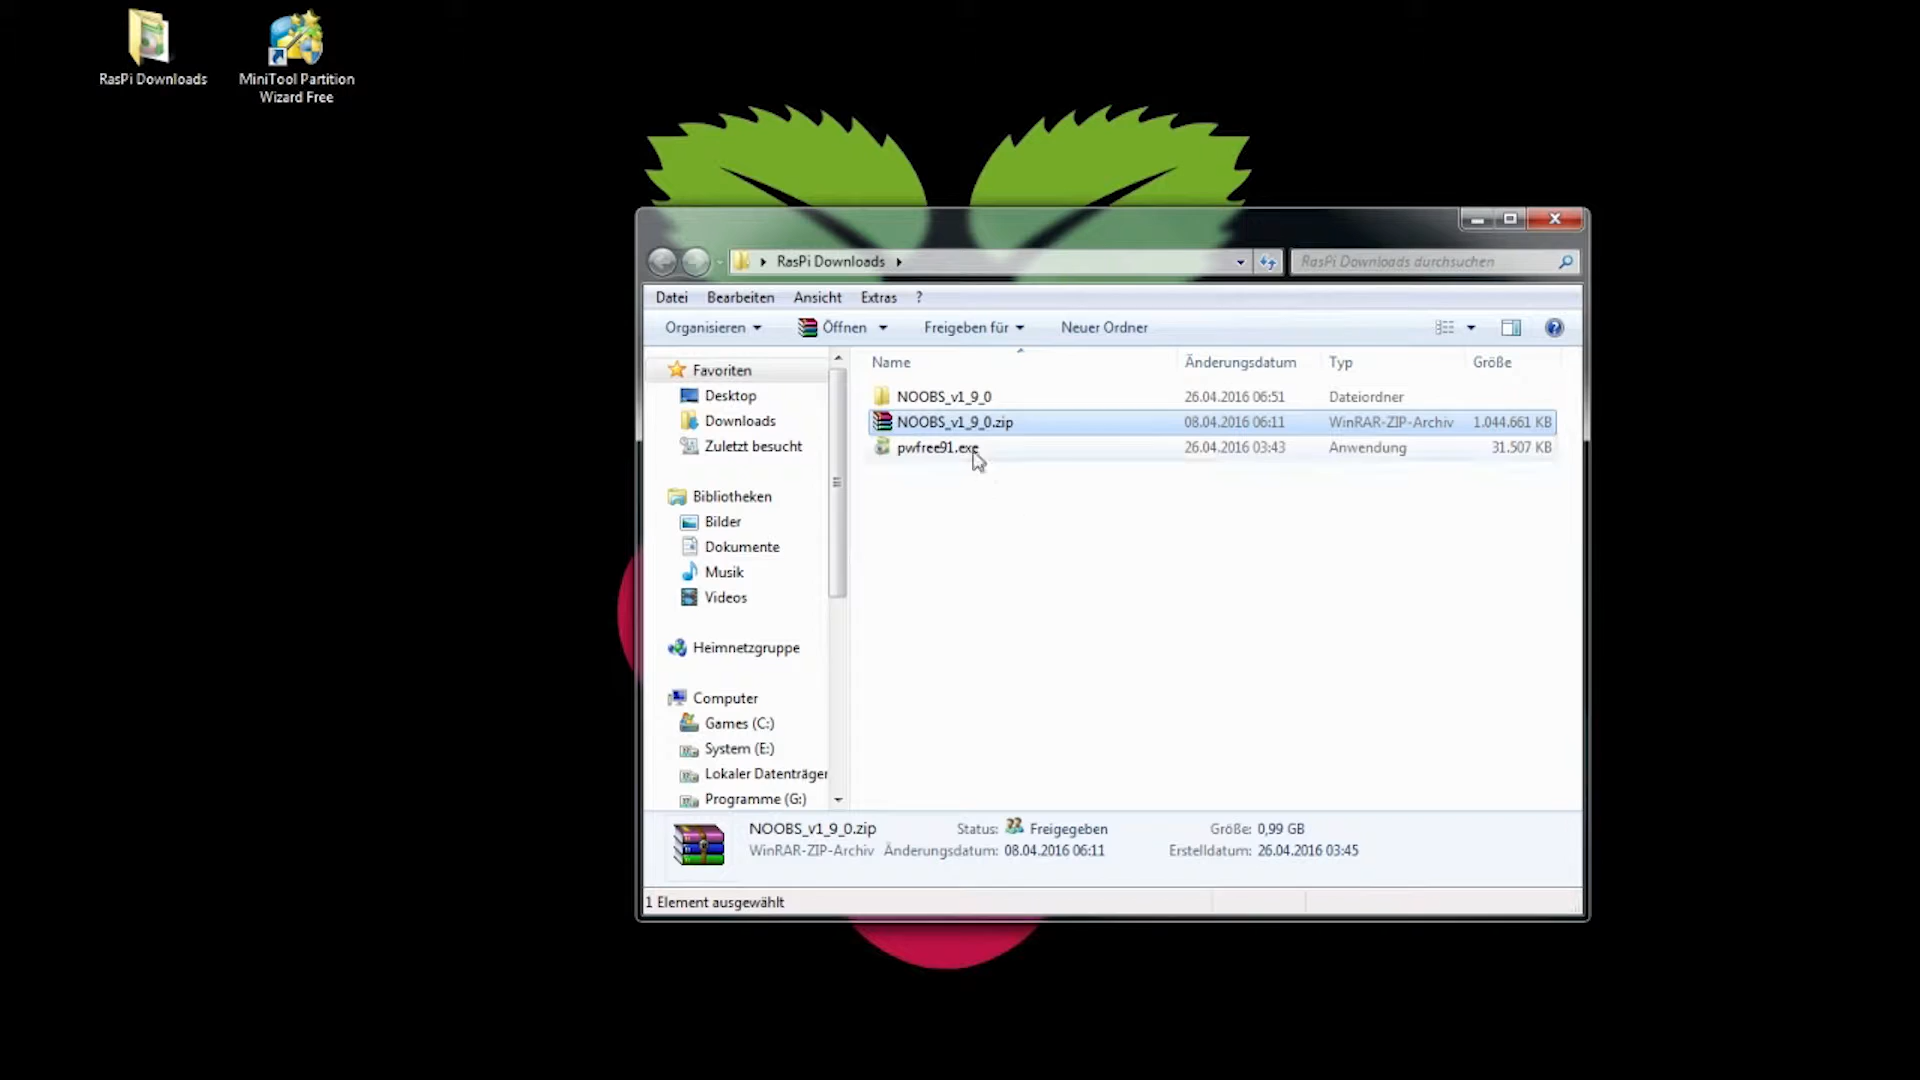 RasPi Downloads
MiniTool Partition
Wizard Free
RasPi Downloads
RasPi Downloads durchsuchen
Datei Bearbeiten Ansicht Extras ?
Organisieren Öffnen Freigeben für Neuer Ordner
Name Änderungsdatum Typ Größe
NOOBS_v1_9_0 26.04.2016 06:51 Dateiordner
NOOBS_v1_9_0.zip 08.04.2016 06:11 WinRAR-ZIP-Archiv 1.044.661 KB
pwfree91.exe 26.04.2016 03:43 Anwendung 31.507 KB
Favoriten
Desktop
Downloads
Zuletzt besucht
Bibliotheken
Bilder
Dokumente
Musik
Videos
Heimnetzgruppe
Computer
Games (C:)
System (E:)
Lokaler Datenträger
Programme (G:)
NOOBS_v1_9_0.zip Status: Freigegeben Größe: 0,99 GB
WinRAR-ZIP-Archiv Änderungsdatum: 08.04.2016 06:11 Erstelldatum: 26.04.2016 03:45
1 Element ausgewählt